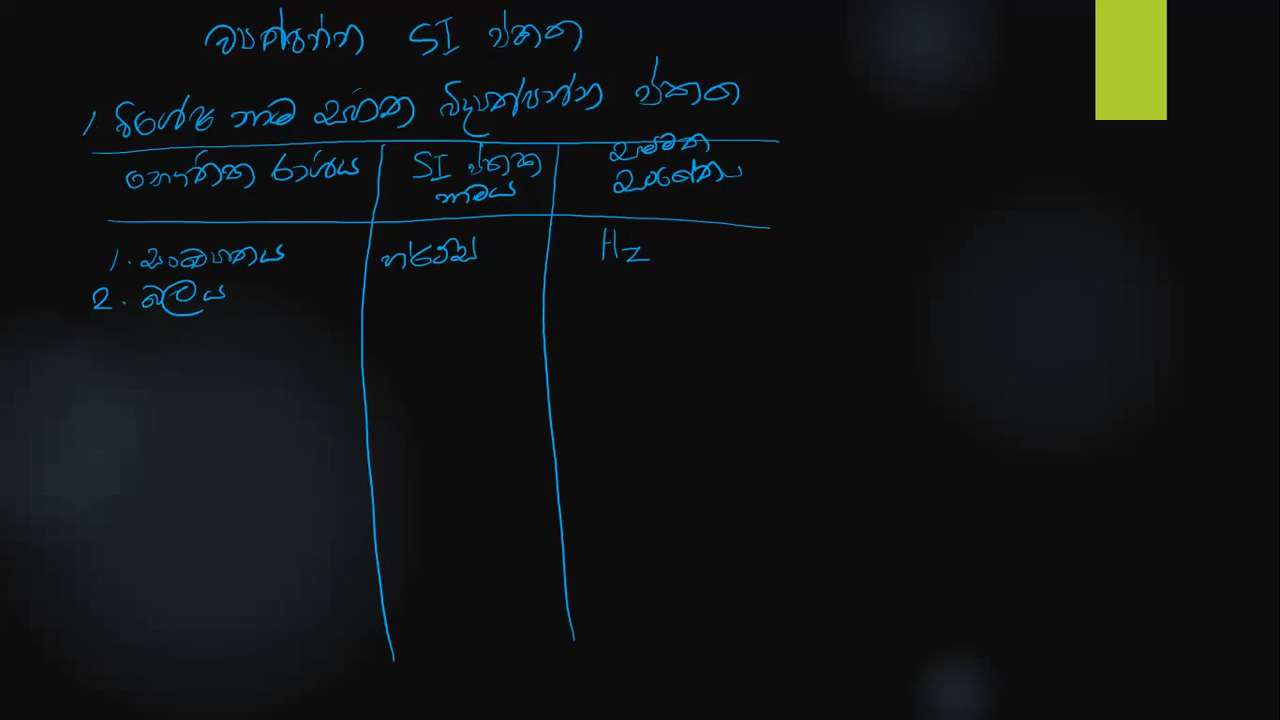 ව්‍යුත්පන්න SI ඒකක
1 විශේෂ නාම සහිත ව්‍යුත්පන්න ඒකක
භෞතික රාශිය SI ඒකක නාමය සම්මත සංකේතය
1. සංඛ්‍යාතය හර්ට්ස් Hz
2. බලය